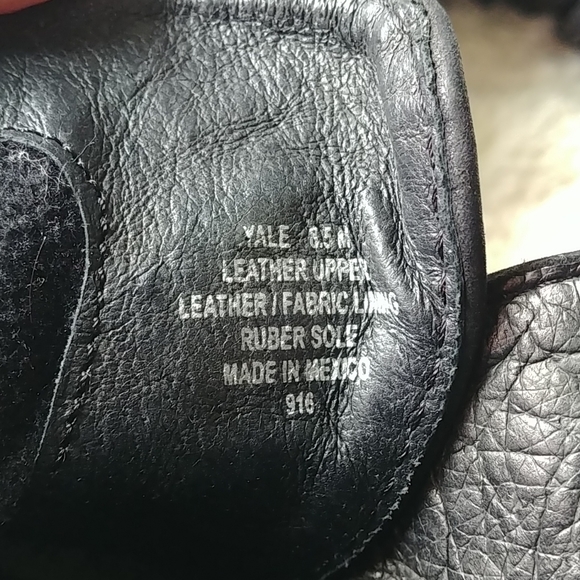 YALE 6.5 M
LEATHER UPPER
LEATHER / FABRIC LINING
RUBER SOLE
MADE IN MEXICO
916